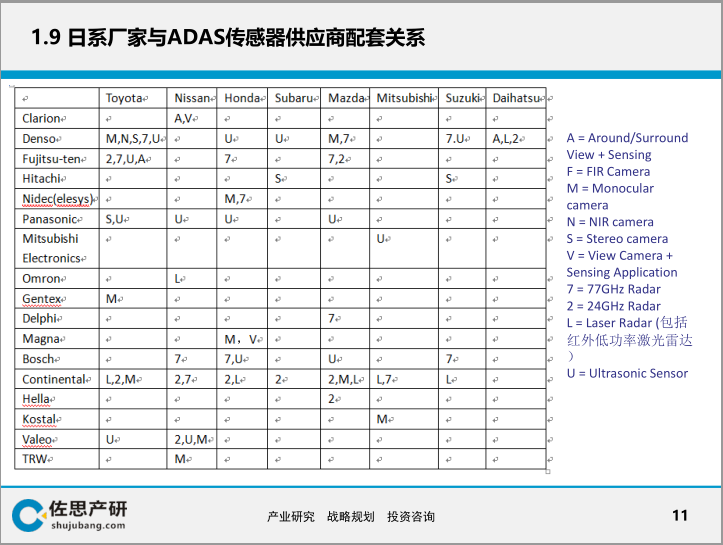 1.9 日系厂家与ADAS传感器供应商配套关系
Toyota Nissan Honda Subaru Mazda Mitsubishi Suzuki Daihatsu
Clarion A,V
Denso M,N,S,7,U U U M,7 7.U A,L,2
Fujitsu-ten 2,7,U,A 7 7,2
Hitachi S S
Nidec(elesys) M,7
Panasonic S,U U U U
Mitsubishi
Electronics U
Omron L
Gentex M
Delphi 7
Magna M，V
Bosch 7 7,U U 7
Continental L,2,M 2,7 2,L 2 2,M,L L,7 L
Hella 2
Kostal M
Valeo U 2,U,M
TRW M
A = Around/Surround
View + Sensing
F = FIR Camera
M = Monocular
camera
N = NIR camera
S = Stereo camera
V = View Camera +
Sensing Application
7 = 77GHz Radar
2 = 24GHz Radar
L = Laser Radar (包括
红外低功率激光雷达
）
U = Ultrasonic Sensor
佐思产研
shujubang.com
产业研究 战略规划 投资咨询
11